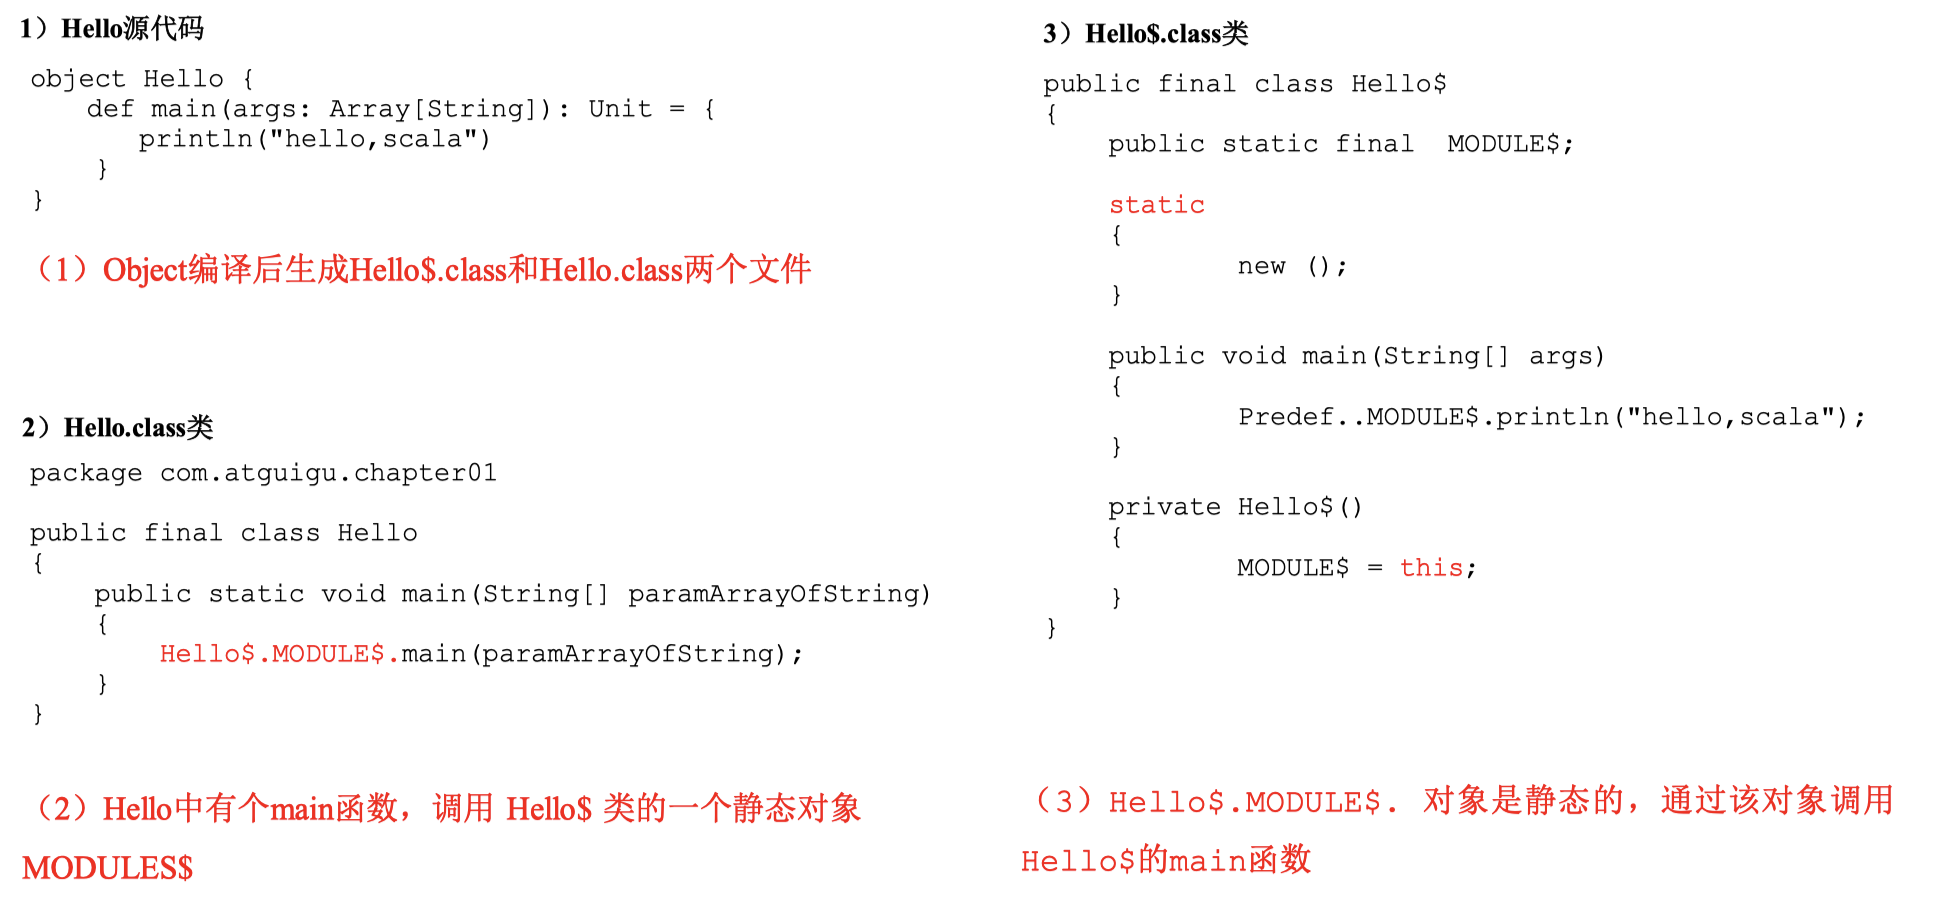 1）Hello源代码
object Hello {
def main(args: Array[String]): Unit = {
println("hello,scala")
}
}
（1）Object编译后生成Hello$.class和Hello.class两个文件
2）Hello.class类
package com.atguigu.chapter01
public final class Hello
{
public static void main(String[] paramArrayOfString)
{
Hello$.MODULE$.main(paramArrayOfString);
}
}
（2）Hello中有个main函数，调用 Hello$ 类的一个静态对象
MODULES$
3）Hello$.class类
public final class Hello$
{
public static final  MODULE$;
static
{
new ();
}
public void main(String[] args)
{
Predef..MODULE$.println("hello,scala");
}
private Hello$()
{
MODULE$ = this;
}
}
（3）Hello$.MODULE$. 对象是静态的，通过该对象调用
Hello$的main函数